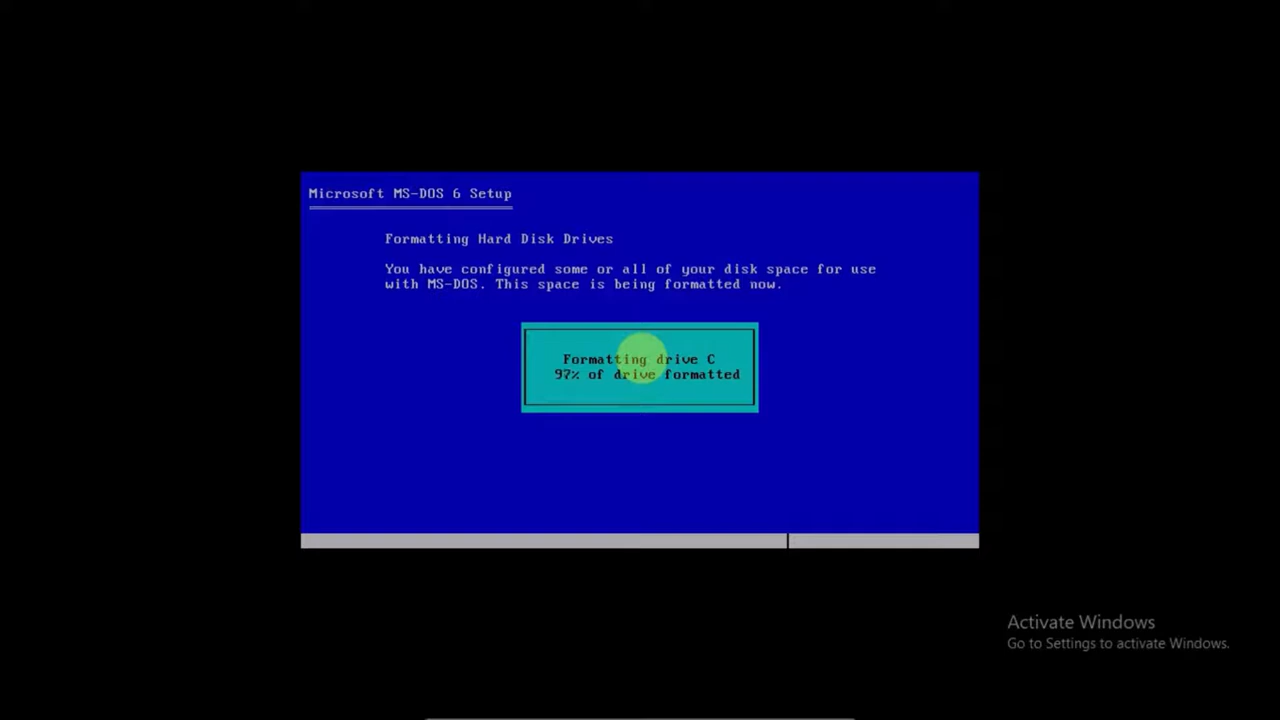 Microsoft MS-DOS 6 Setup
Formatting Hard Disk Drives
You have configured some or all of your disk space for use
with MS-DOS. This space is being formatted now.
Formatting drive C
97% of drive formatted
Activate Windows
Go to Settings to activate Windows.